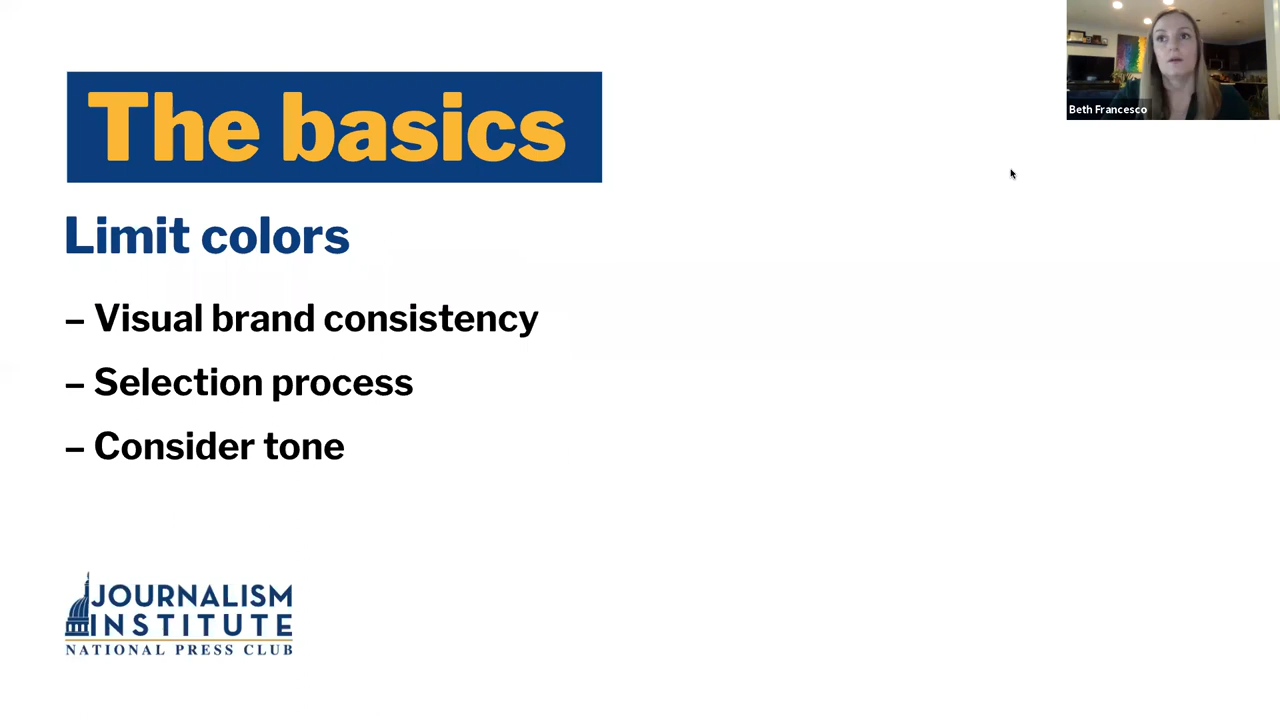 The basics
Limit colors
– Visual brand consistency
– Selection process
– Consider tone
JOURNALISM
INSTITUTE
NATIONAL PRESS CLUB
Beth Francesco